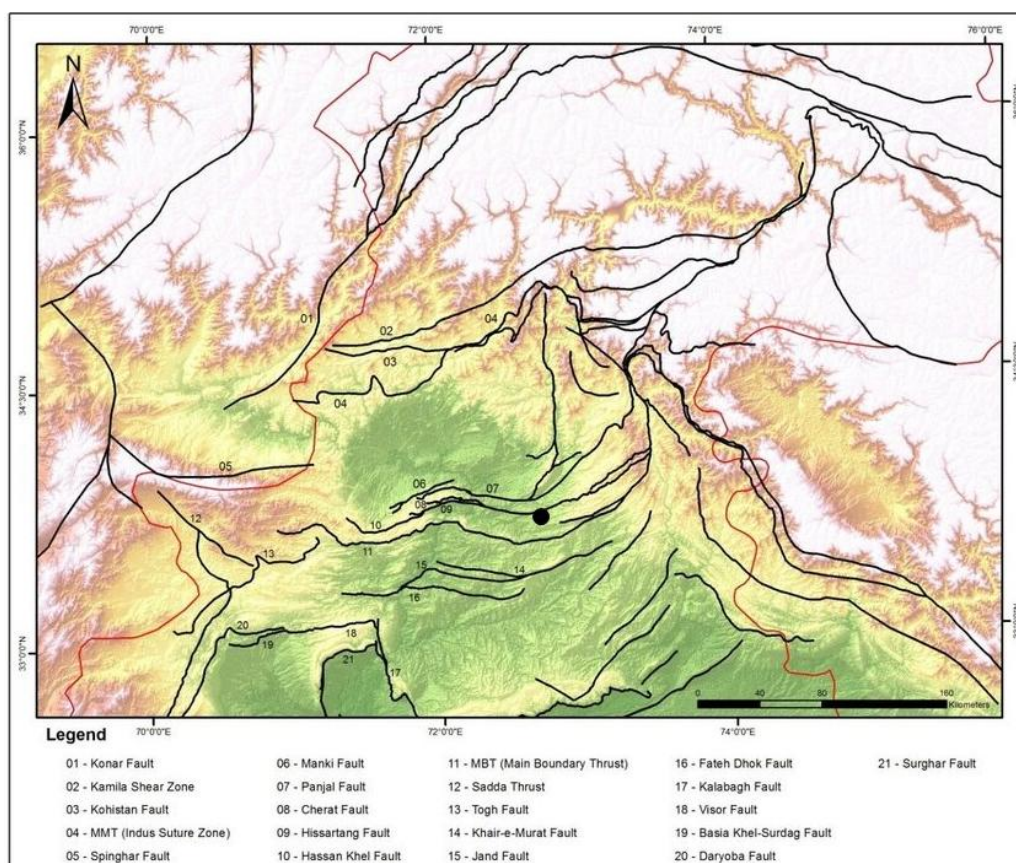 70°0'0"E 72°0'0"E 74°0'0"E 76°0'0"E
N
36°0'0"N
34°30'0"N
33°0'0"N
01
02
04
03
04
05
06
07
08
09
10
11
12
13
15
14
16
20
19
18
21
17
0 40 80 160
Kilometers
70°0'0"E 72°0'0"E 74°0'0"E
Legend
01 - Konar Fault
02 - Kamila Shear Zone
03 - Kohistan Fault
04 - MMT (Indus Suture Zone)
05 - Spinghar Fault
06 - Manki Fault
07 - Panjal Fault
08 - Cherat Fault
09 - Hissartang Fault
10 - Hassan Khel Fault
11 - MBT (Main Boundary Thrust)
12 - Sadda Thrust
13 - Togh Fault
14 - Khair-e-Murat Fault
15 - Jand Fault
16 - Fateh Dhok Fault
17 - Kalabagh Fault
18 - Visor Fault
19 - Basia Khel-Surdag Fault
20 - Daryoba Fault
21 - Surghar Fault